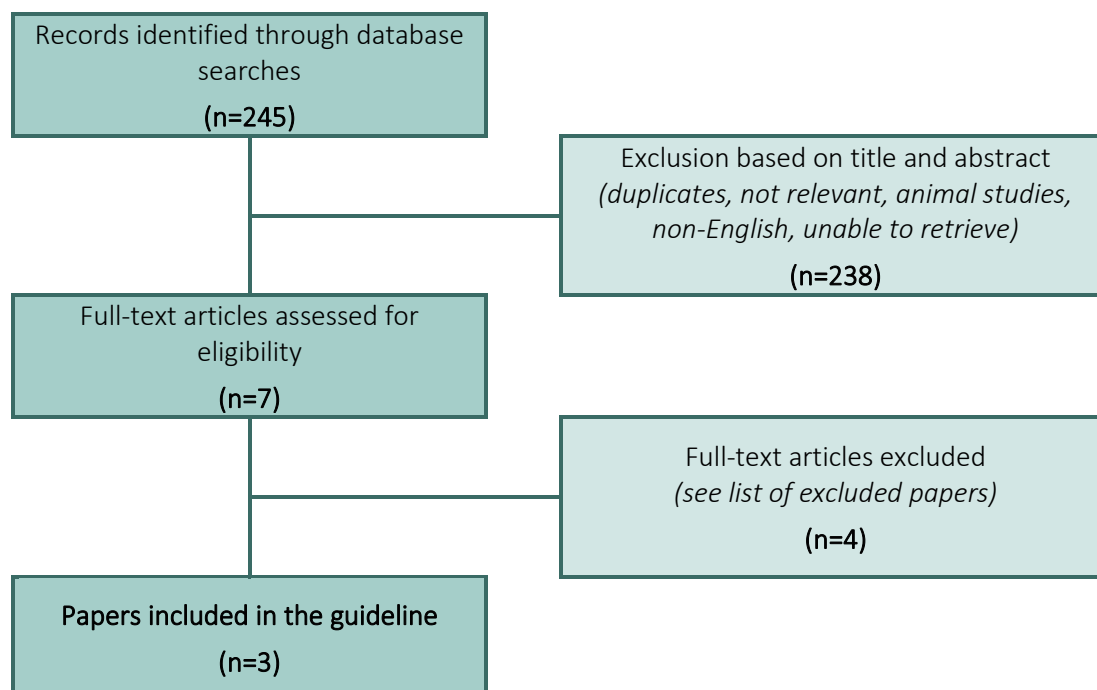 Records identified through database
searches
(n=245)
Exclusion based on title and abstract
(duplicates, not relevant, animal studies,
non-English, unable to retrieve)
(n=238)
Full-text articles assessed for
eligibility
(n=7)
Full-text articles excluded
(see list of excluded papers)
(n=4)
Papers included in the guideline
(n=3)